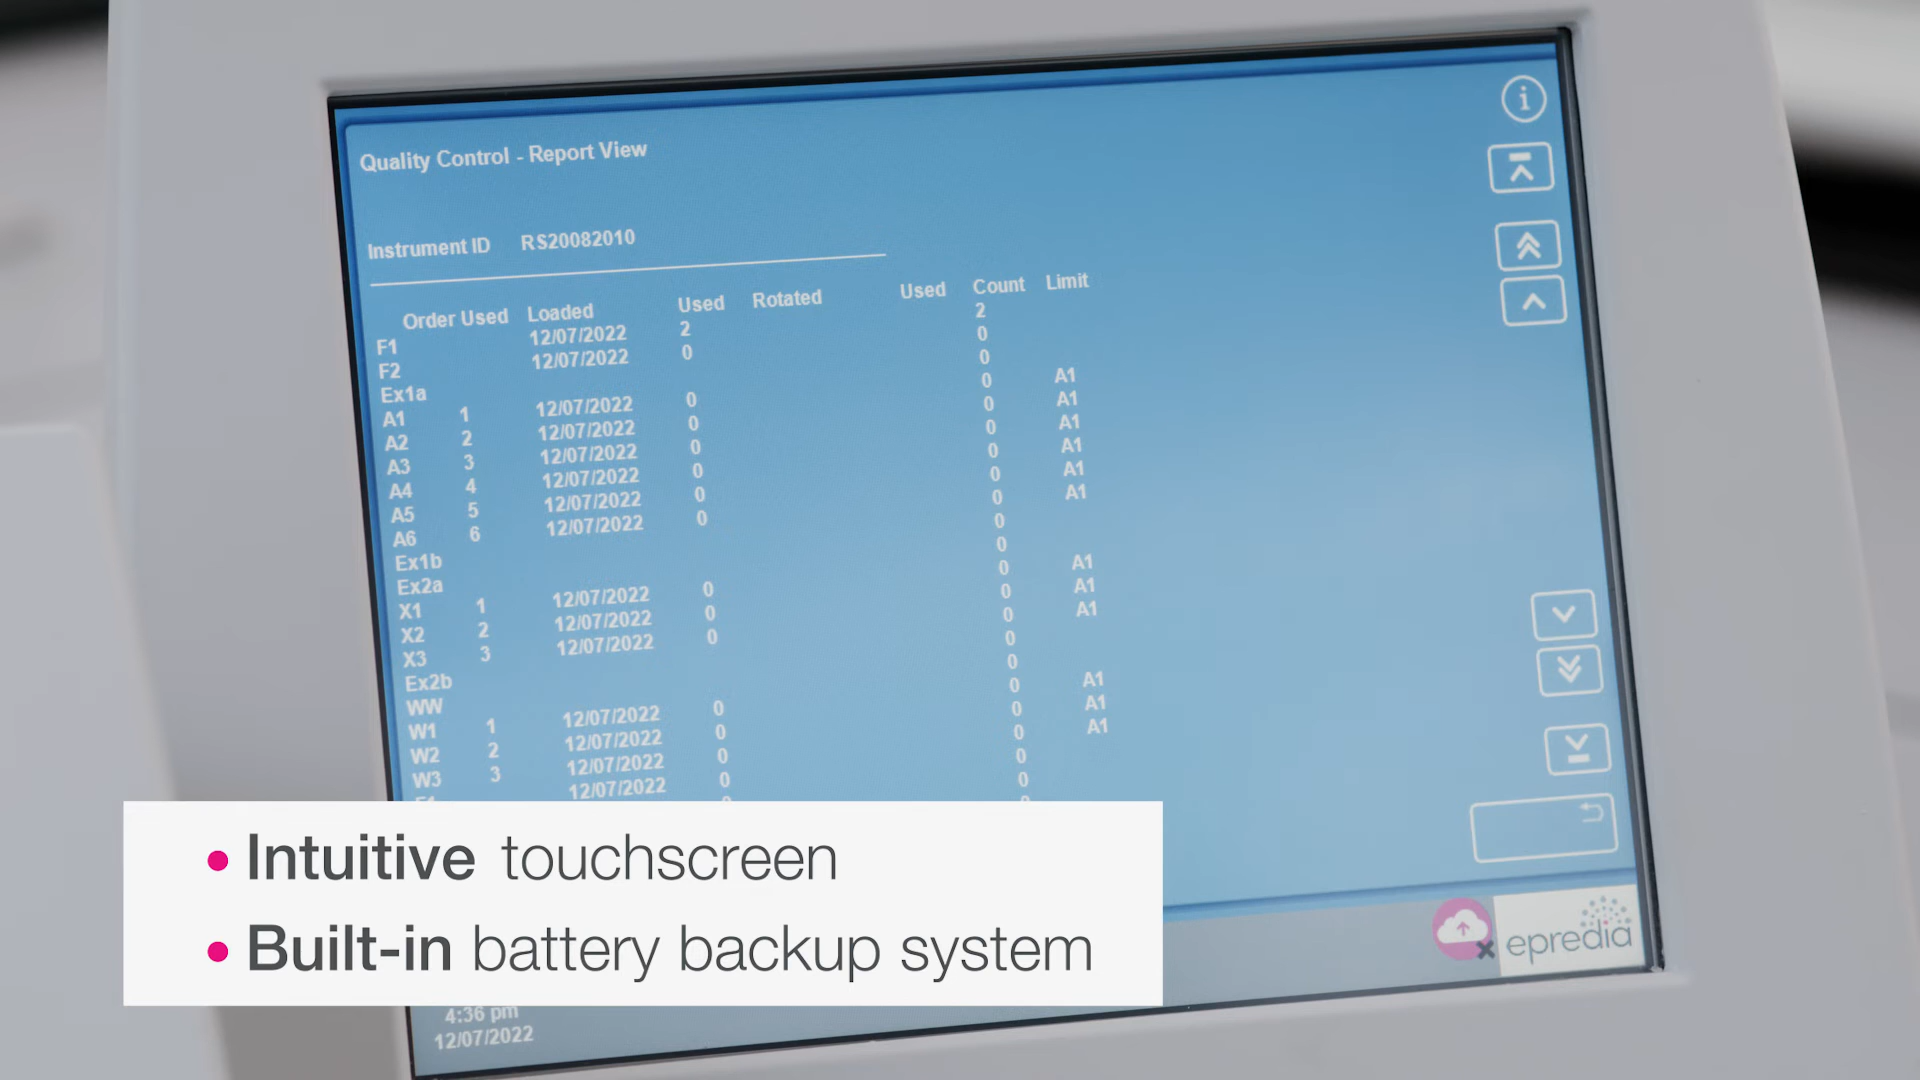 Quality Control - Report View
Instrument ID RS20082010
Order Used Loaded Used Rotated Used Count Limit
F1 12/07/2022 2 2
F2 12/07/2022 0 0
Ex1a 0
A1 1 12/07/2022 0 0 A1
A2 2 12/07/2022 0 0 A1
A3 3 12/07/2022 0 0 A1
A4 4 12/07/2022 0 0 A1
A5 5 12/07/2022 0 0 A1
A6 6 12/07/2022 0 0 A1
Ex1b 0
Ex2a 0
X1 1 12/07/2022 0 0 A1
X2 2 12/07/2022 0 0 A1
X3 3 12/07/2022 0 0 A1
Ex2b 0
WW 0
W1 1 12/07/2022 0 0 A1
W2 2 12/07/2022 0 0 A1
W3 3 12/07/2022 0 0 A1
12/07/2022 0 0
0
• Intuitive touchscreen
• Built-in battery backup system
epredia
4:36 pm
12/07/2022